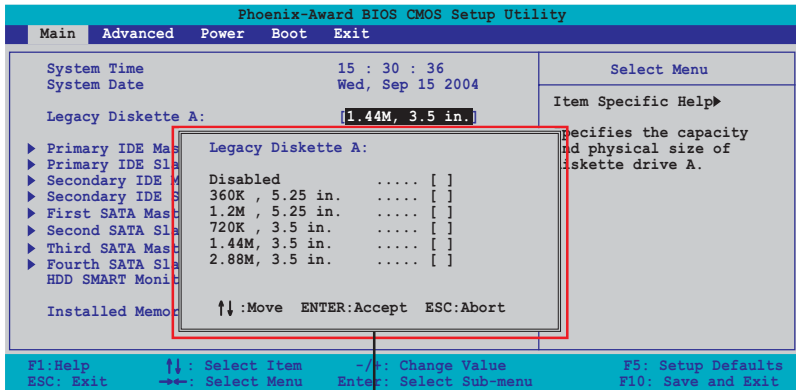 Phoenix-Award BIOS CMOS Setup Utility
Main Advanced Power Boot Exit
System Time 15 : 30 : 36
System Date Wed, Sep 15 2004
Legacy Diskette A: [1.44M, 3.5 in.]
Primary IDE Mas
Primary IDE Sla
Secondary IDE M
Secondary IDE S
First SATA Mast
Second SATA Sla
Third SATA Mast
Fourth SATA Sla
HDD SMART Monit
Installed Memor
Legacy Diskette A:
Disabled ..... [ ]
360K , 5.25 in. ..... [ ]
1.2M , 5.25 in. ..... [ ]
720K , 3.5 in. ..... [ ]
1.44M, 3.5 in. ..... [ ]
2.88M, 3.5 in. ..... [ ]
↑↓ :Move ENTER:Accept ESC:Abort
Select Menu
Item Specific Help▶
pecifies the capacity
nd physical size of
iskette drive A.
F1:Help ↑↓ : Select Item -/+: Change Value F5: Setup Defaults
ESC: Exit →←: Select Menu Enter: Select Sub-menu F10: Save and Exit